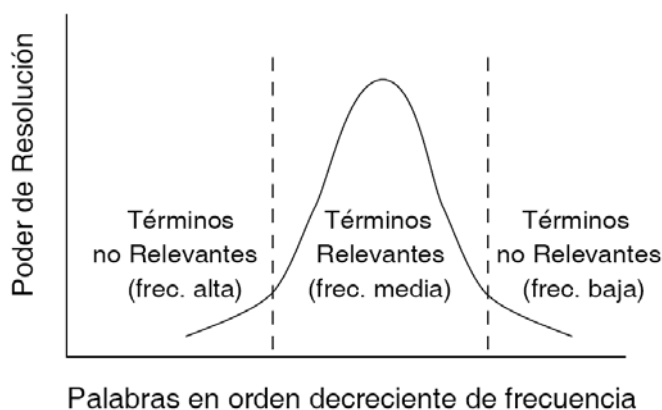 Poder de Resolución
Términos
no Relevantes
(frec. alta)
Términos
Relevantes
(frec. media)
Términos
no Relevantes
(frec. baja)
Palabras en orden decreciente de frecuencia